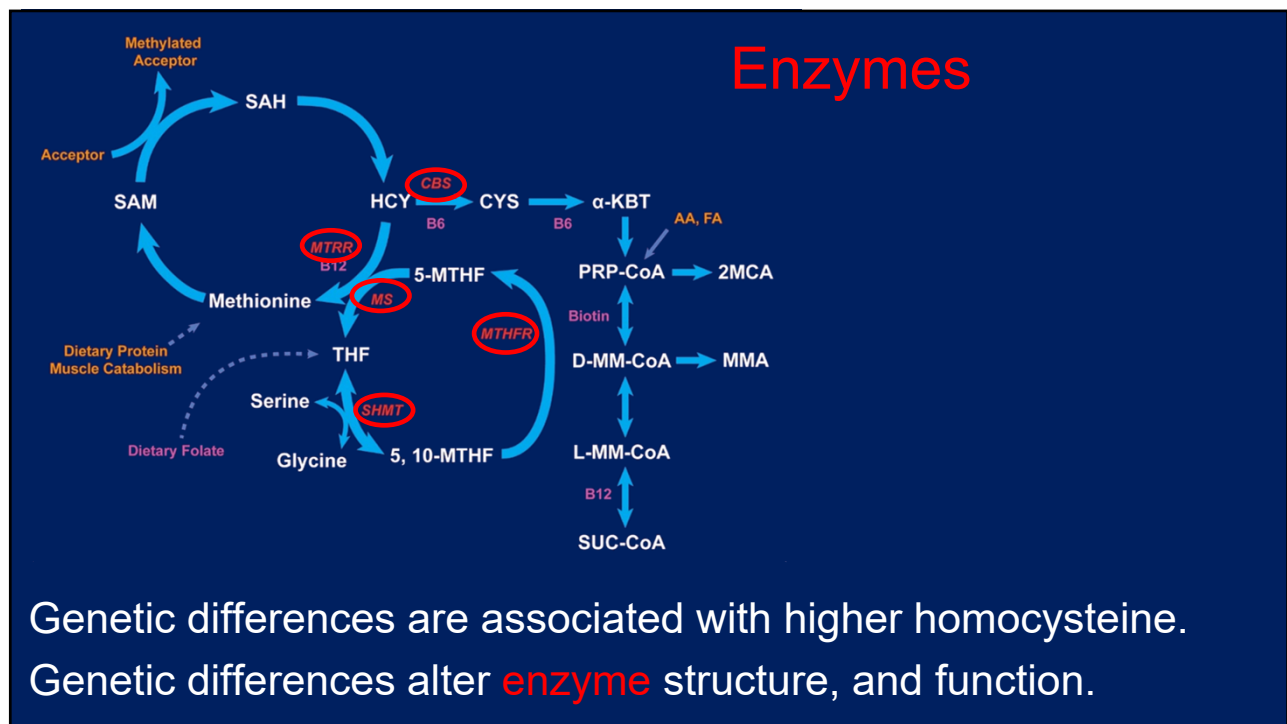 Enzymes
Methylated
Acceptor
SAH
Acceptor
SAM
HCY
CBS
CYS
α-KBT
B6
B6
AA, FA
MTRR
B12
5-MTHF
PRP-CoA
2MCA
Methionine
MS
Biotin
MTHFR
Dietary Protein
Muscle Catabolism
THF
D-MM-CoA
MMA
Serine
SHMT
Dietary Folate
Glycine
5, 10-MTHF
L-MM-CoA
B12
SUC-CoA
Genetic differences are associated with higher homocysteine.
Genetic differences alter enzyme structure, and function.